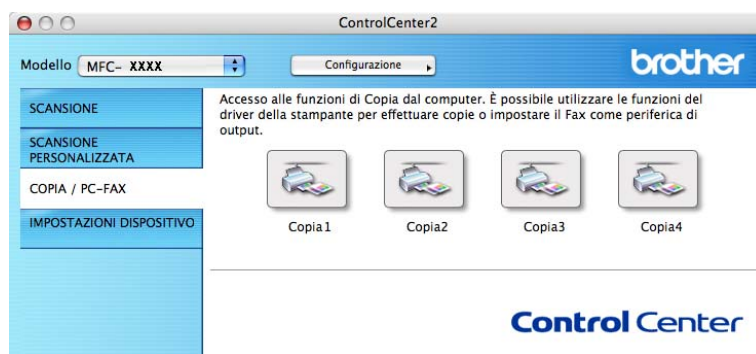 ControlCenter2
Modello MFC- XXXX Configurazione brother
SCANSIONE
SCANSIONE
PERSONALIZZATA
COPIA / PC-FAX
IMPOSTAZIONI DISPOSITIVO
Accesso alle funzioni di Copia dal computer. È possibile utilizzare le funzioni del
driver della stampante per effettuare copie o impostare il Fax come periferica di
output.
Copia1 Copia2 Copia3 Copia4
Control Center